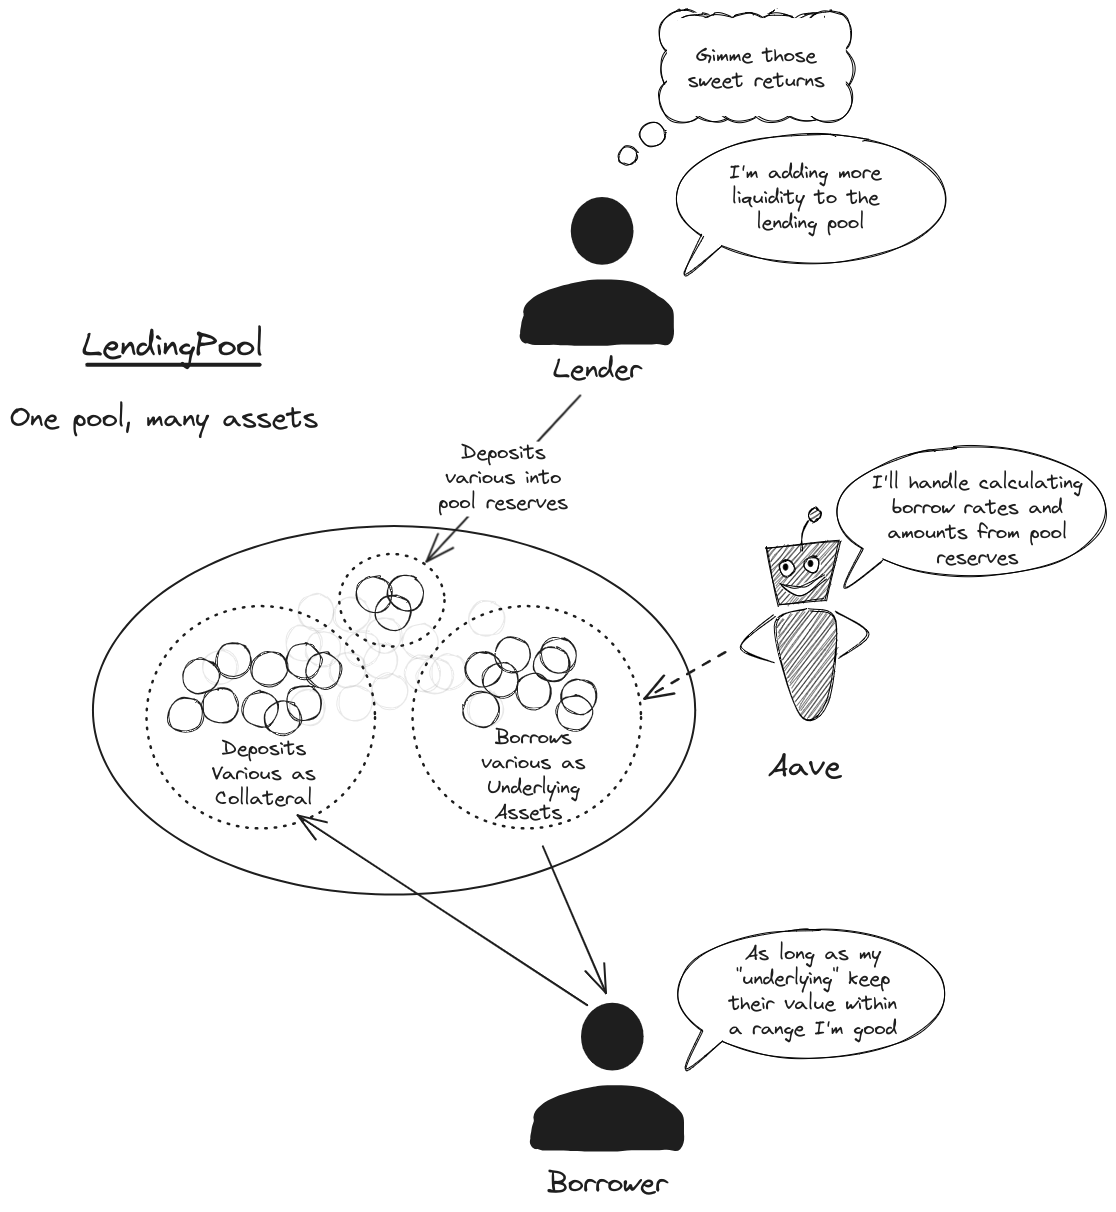 Gimme those
sweet returns
I'm adding more
liquidity to the
lending pool
Lender
LendingPool
One pool, many assets
Deposits
various into
pool reserves
I'll handle calculating
borrow rates and
amounts from pool
reserves
Deposits
Various as
Collateral
Borrows
various as
Underlying
Assets
Aave
As long as my
"underlying" keep
their value within
a range I'm good
Borrower